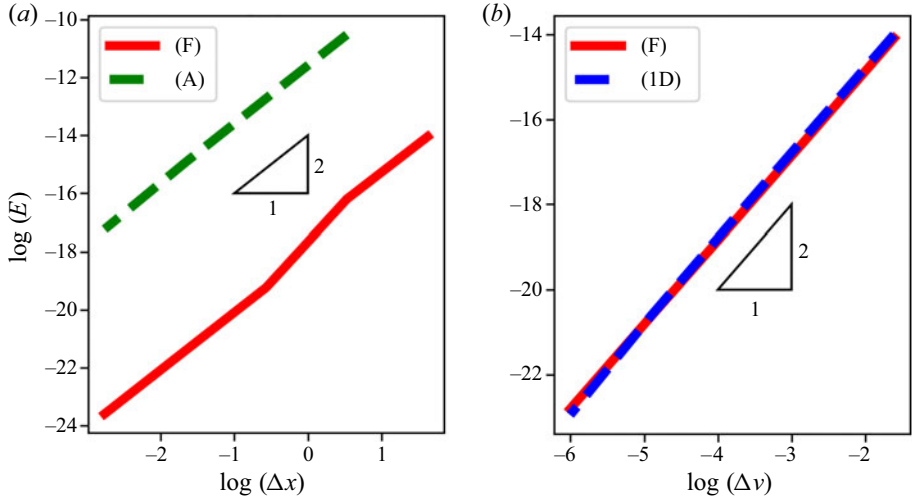 (a)
(b)
–10
–12
–14
–16
–18
–20
–22
–24
log (E)
(F)
(A)
2
1
–2
–1
0
1
log (Δx)
–14
–16
–18
–20
–22
(F)
(1D)
2
1
–6
–5
–4
–3
–2
log (Δv)